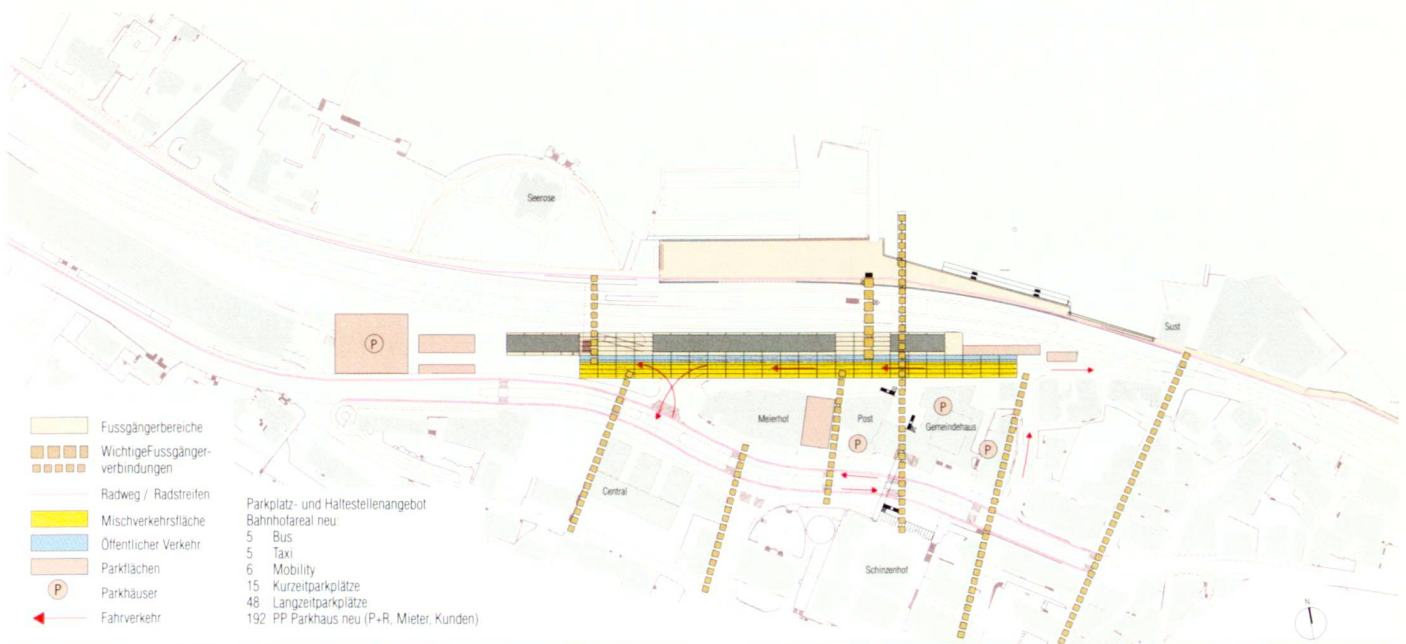 Seerose
Sust
P
Meierhof
Post
P
P
Gemeindehaus
P
Central
Schinzenhof
Fussgängerbereiche
WichtigeFussgänger-
verbindungen
Radweg / Radstreifen
Mischverkehrsfläche
Öffentlicher Verkehr
Parkflächen
P Parkhäuser
Fahrverkehr
Parkplatz- und Haltestellenangebot
Bahnhofareal neu:
5 Bus
5 Taxi
6 Mobility
15 Kurzeitparkplätze
48 Langzeitparkplätze
192 PP Parkhaus neu (P+R, Mieter, Kunden)
N